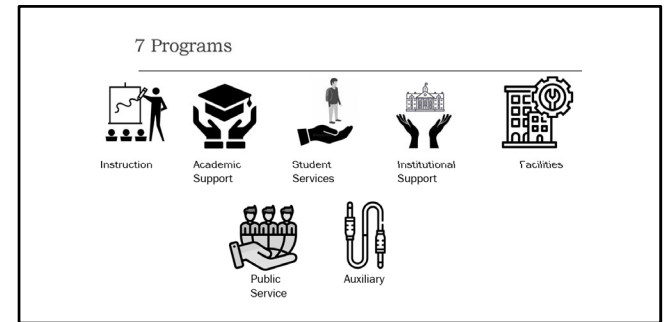 7 Programs
Instruction
Academic
Support
Student
Services
Institutional
Support
Facilities
Public
Service
Auxiliary